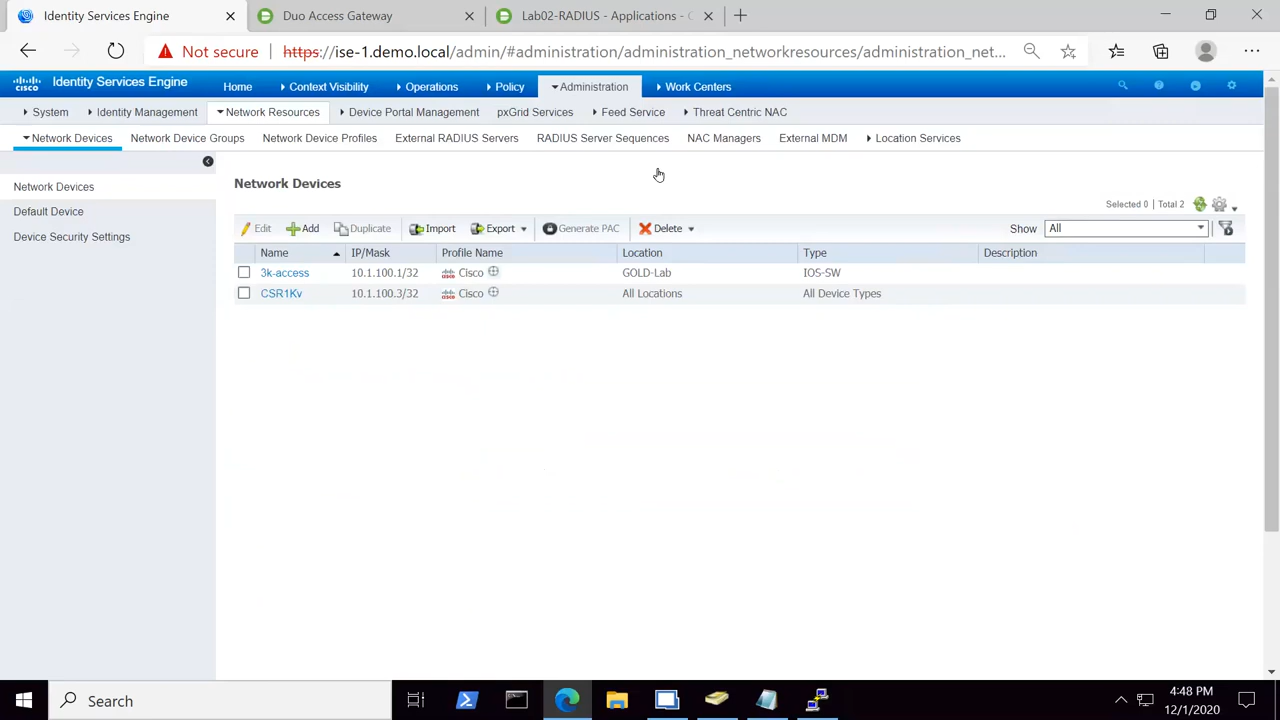 Identity Services Engine
Duo Access Gateway
Lab02-RADIUS - Applications - C
Not secure
https://ise-1.demo.local/admin/#administration/administration_networkresources/administration_net...
cisco
Identity Services Engine
Home
Context Visibility
Operations
Policy
Administration
Work Centers
System
Identity Management
Network Resources
Device Portal Management
pxGrid Services
Feed Service
Threat Centric NAC
Network Devices
Network Device Groups
Network Device Profiles
External RADIUS Servers
RADIUS Server Sequences
NAC Managers
External MDM
Location Services
Network Devices
Default Device
Device Security Settings
Network Devices
Selected 0 | Total 2
Edit
Add
Duplicate
Import
Export
Generate PAC
Delete
Show
All
Name IP/Mask Profile Name Location Type Description
3k-access 10.1.100.1/32 cisco Cisco GOLD-Lab IOS-SW
CSR1Kv 10.1.100.3/32 cisco Cisco All Locations All Device Types
Search
4:48 PM
12/1/2020